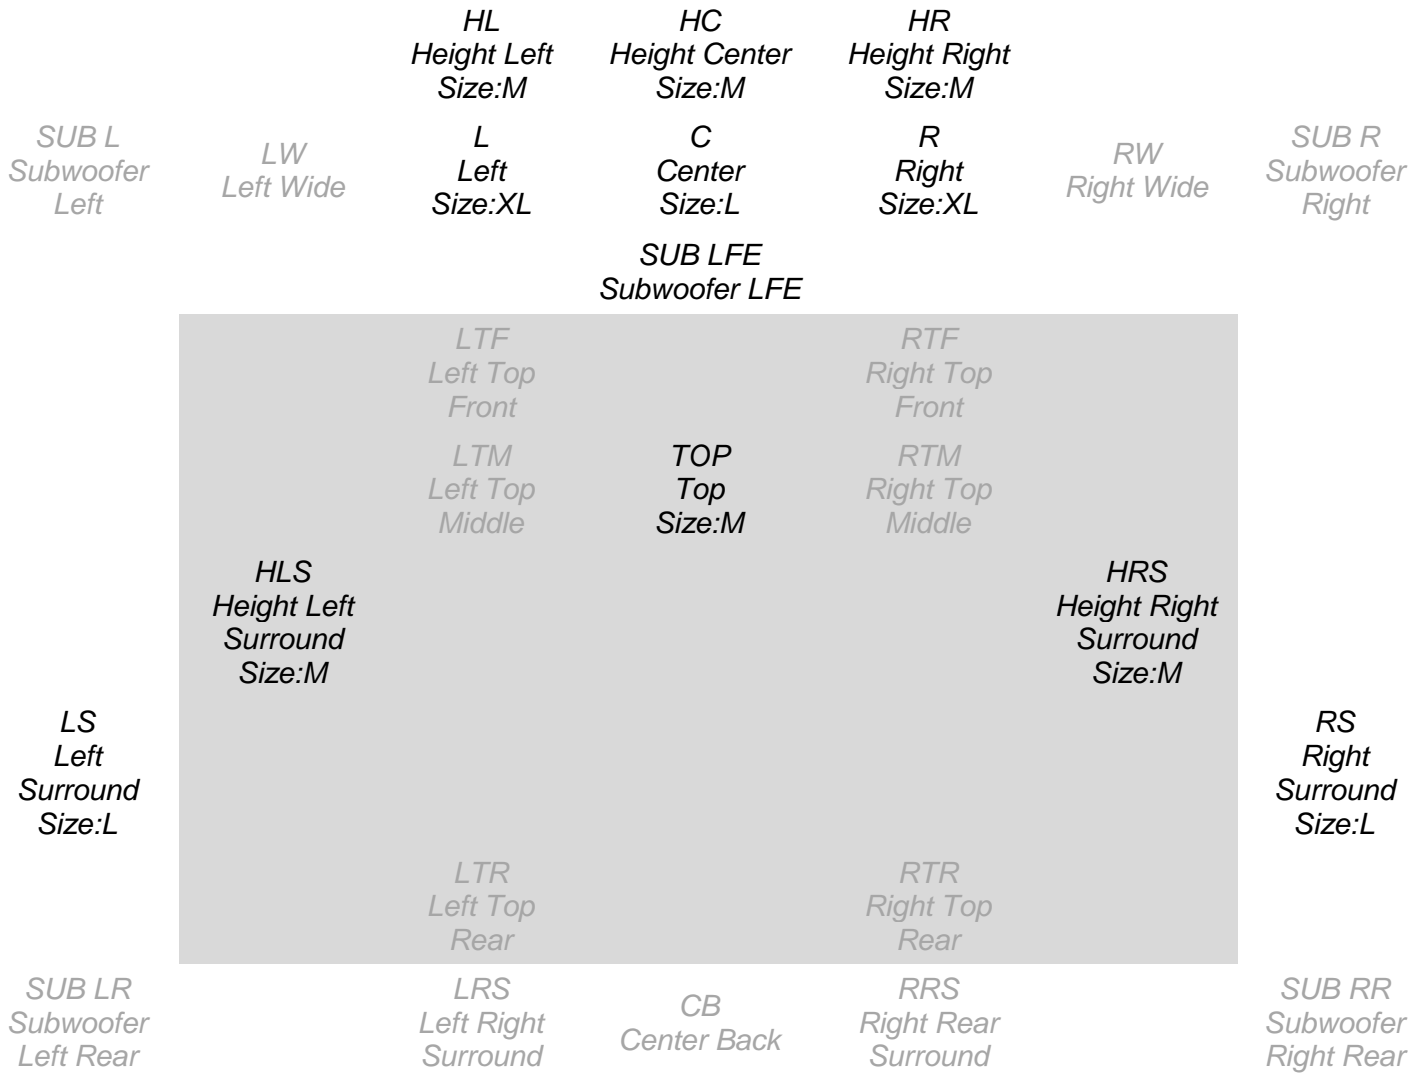 HL
Height Left
Size:M
HC
Height Center
Size:M
HR
Height Right
Size:M
SUB L
Subwoofer
Left
LW
Left Wide
L
Left
Size:XL
C
Center
Size:L
R
Right
Size:XL
RW
Right Wide
SUB R
Subwoofer
Right
SUB LFE
Subwoofer LFE
LTF
Left Top
Front
RTF
Right Top
Front
LTM
Left Top
Middle
TOP
Top
Size:M
RTM
Right Top
Middle
HLS
Height Left
Surround
Size:M
HRS
Height Right
Surround
Size:M
LS
Left
Surround
Size:L
RS
Right
Surround
Size:L
LTR
Left Top
Rear
RTR
Right Top
Rear
SUB LR
Subwoofer
Left Rear
LRS
Left Right
Surround
CB
Center Back
RRS
Right Rear
Surround
SUB RR
Subwoofer
Right Rear